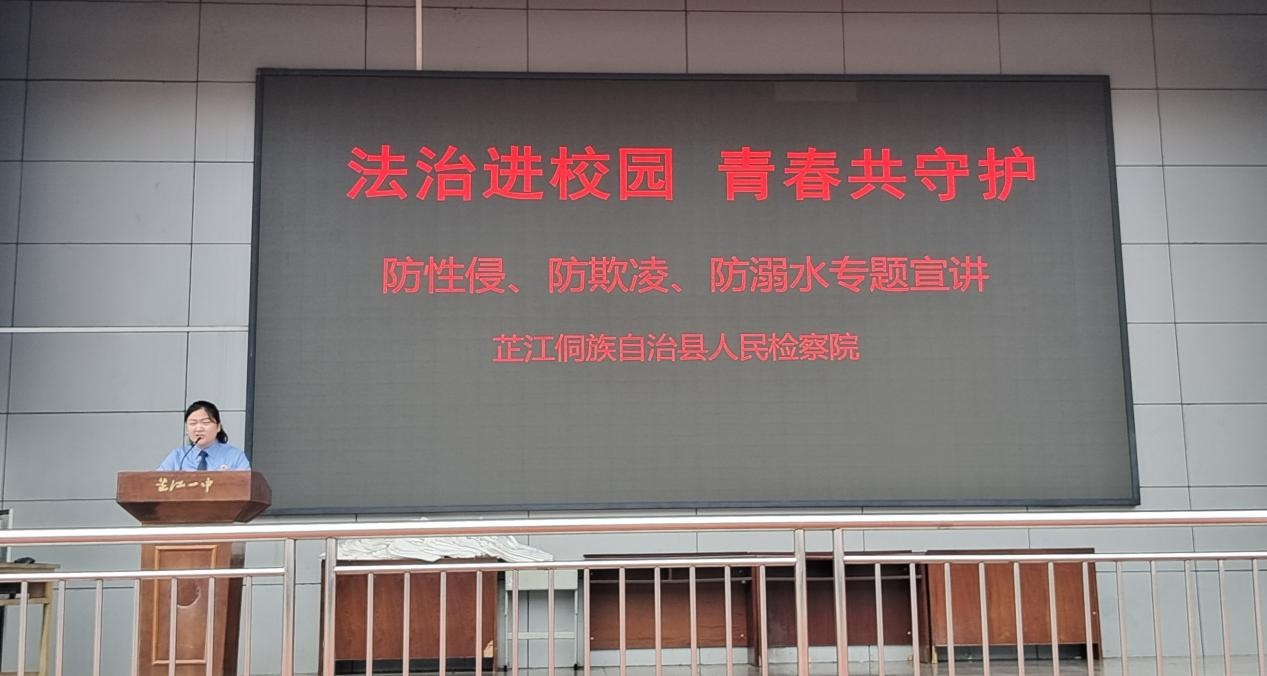 法治进校园 青春共守护
防性侵、防欺凌、防溺水专题宣讲
芷江侗族自治县人民检察院
芷江一中